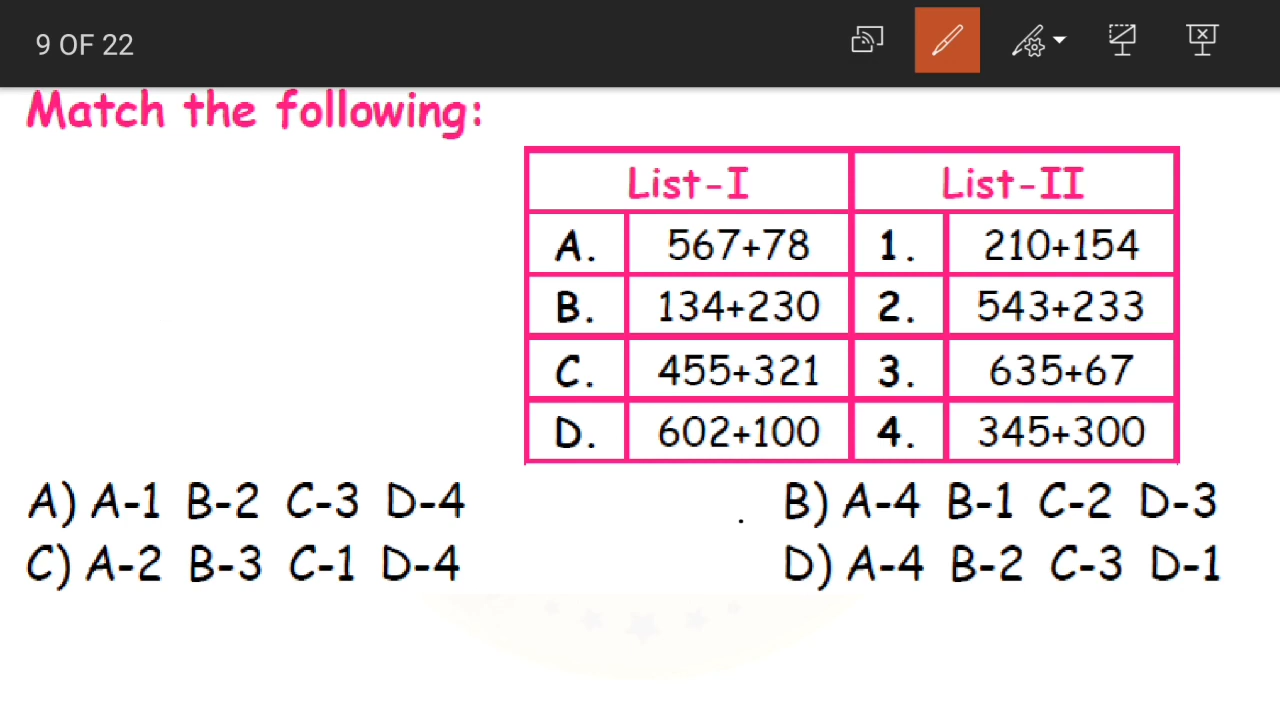 9 OF 22
Match the following:
List-I List-II
A. 567+78 1. 210+154
B. 134+230 2. 543+233
C. 455+321 3. 635+67
D. 602+100 4. 345+300
A) A-1 B-2 C-3 D-4 B) A-4 B-1 C-2 D-3
C) A-2 B-3 C-1 D-4 D) A-4 B-2 C-3 D-1